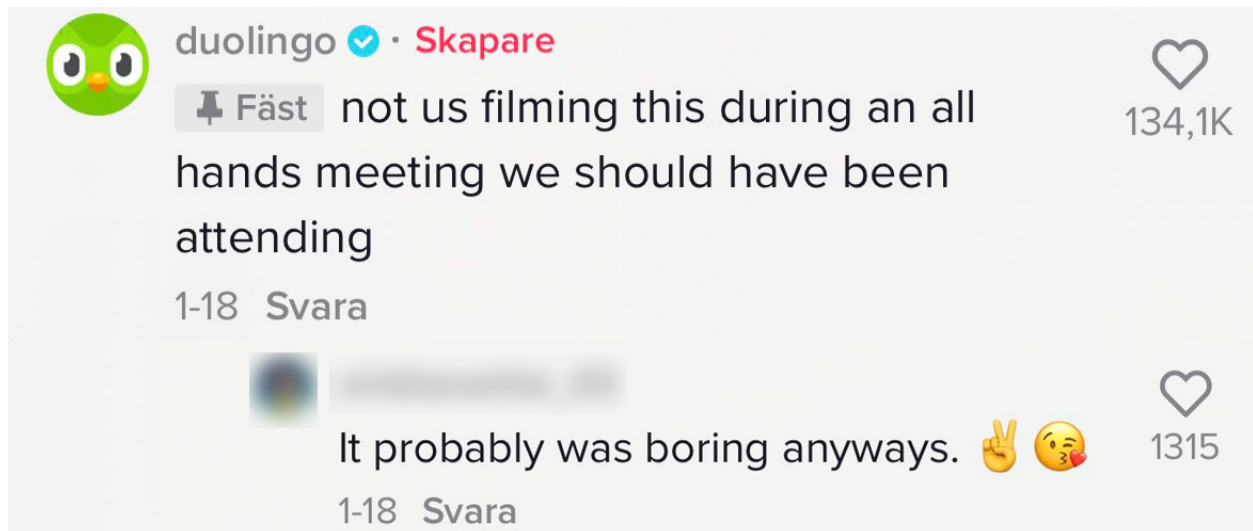 duolingo · Skapare
Fäst not us filming this during an all
134,1K
hands meeting we should have been
attending
1-18 Svara
It probably was boring anyways. ✌️😘
1315
1-18 Svara